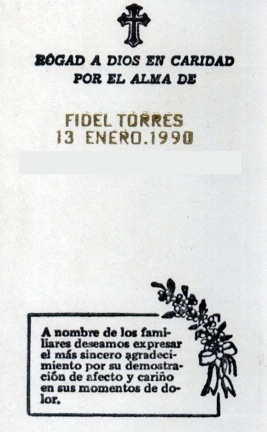 ROGAD A DIOS EN CARIDAD
POR EL ALMA DE
FIDEL TORRES
13 ENERO.1990
A nombre de los fami-
liares deseamos expresar
el más sincero agradeci-
miento por su demostra-
ción de afecto y cariño
en sus momentos de do-
lor.